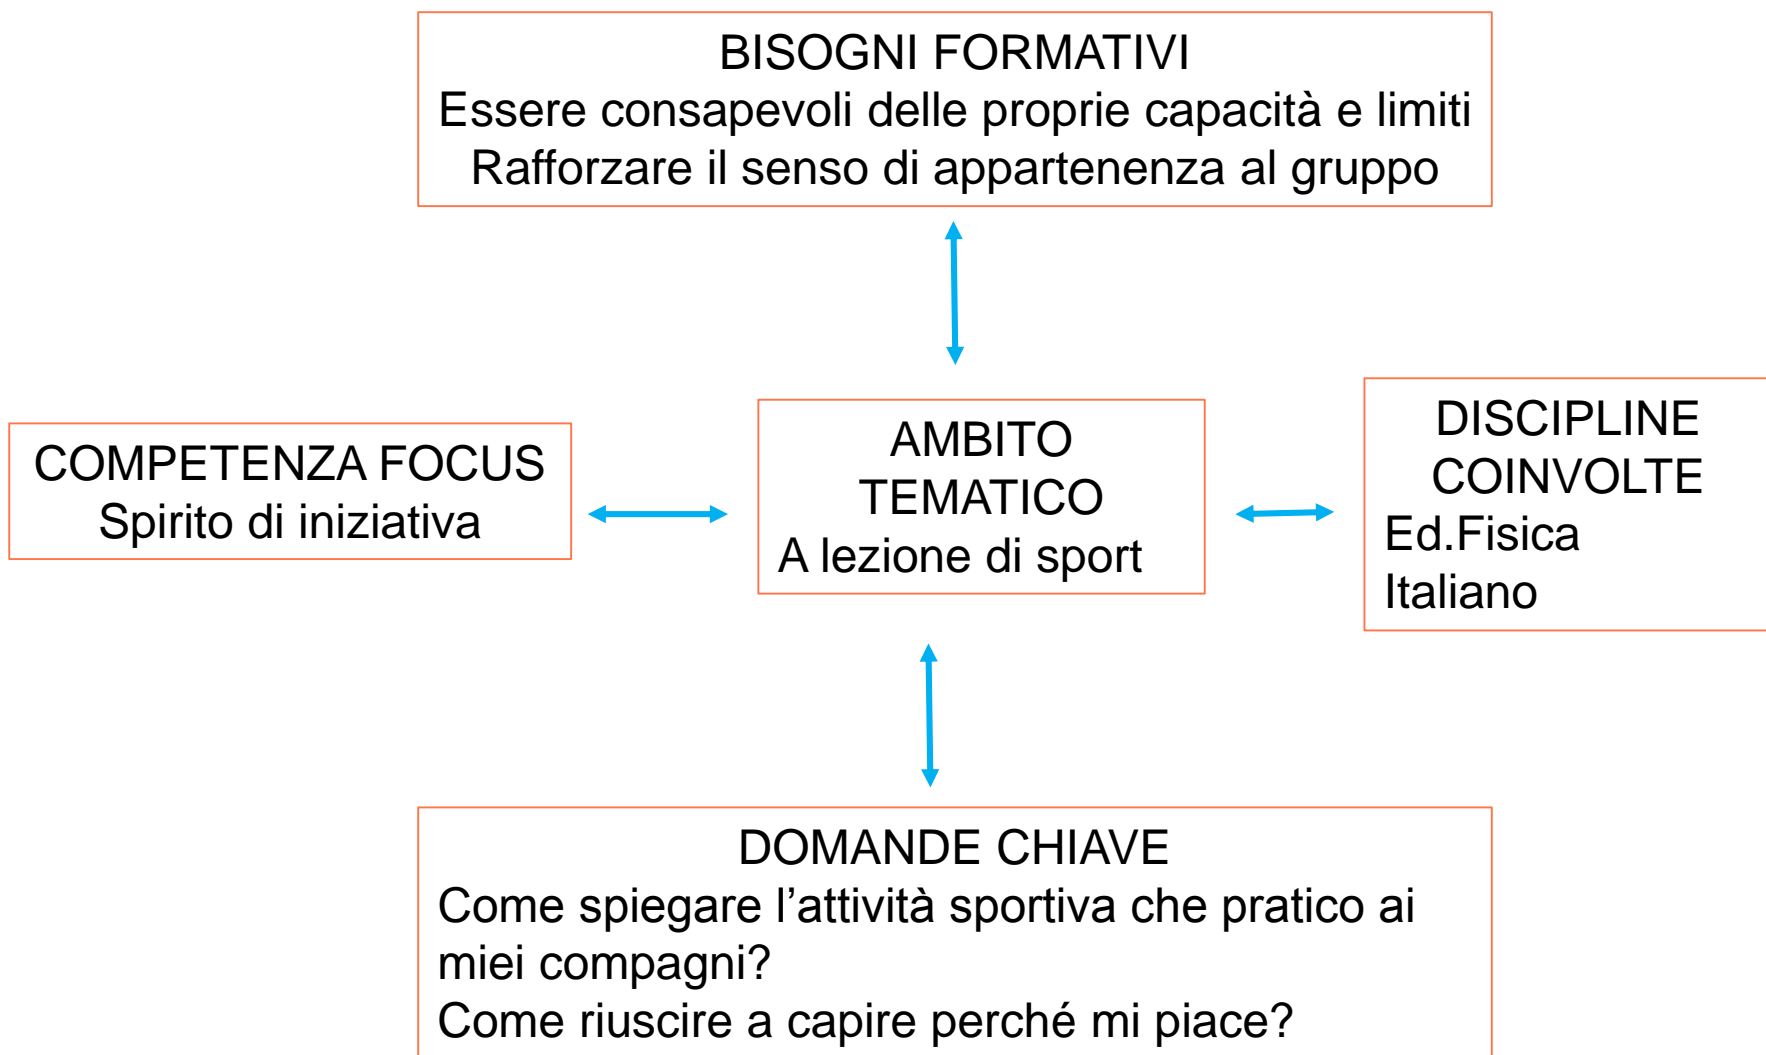 BISOGNI FORMATIVI
Essere consapevoli delle proprie capacità e limiti
Rafforzare il senso di appartenenza al gruppo
COMPETENZA FOCUS
Spirito di iniziativa
AMBITO
TEMATICO
A lezione di sport
DISCIPLINE
COINVOLTE
Ed.Fisica
Italiano
DOMANDE CHIAVE
Come spiegare l’attività sportiva che pratico ai
miei compagni?
Come riuscire a capire perché mi piace?